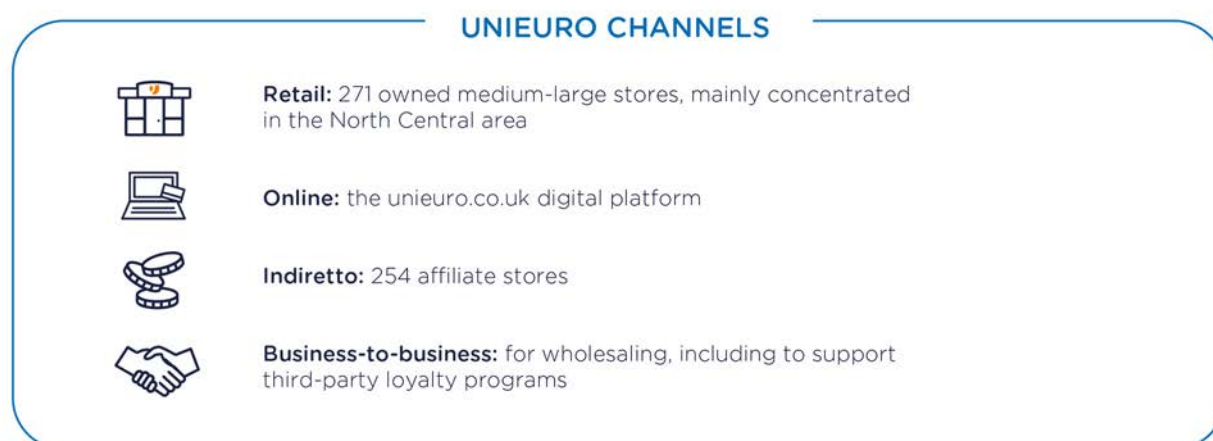 UNIEURO CHANNELS
Retail: 271 owned medium-large stores, mainly concentrated
in the North Central area
Online: the unieuro.co.uk digital platform
Indiretto: 254 affiliate stores
Business-to-business: for wholesaling, including to support
third-party loyalty programs